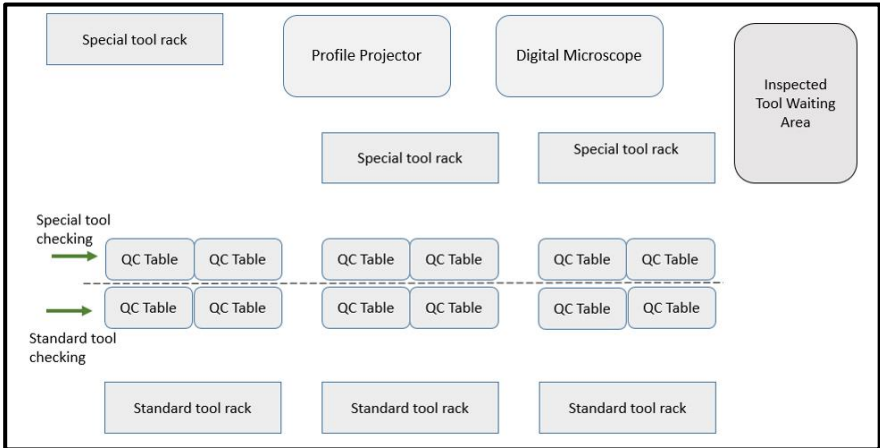 Special tool rack
Profile Projector
Digital Microscope
Inspected
Tool Waiting
Area
Special tool rack
Special tool rack
Special tool
checking
QC Table
QC Table
QC Table
QC Table
QC Table
QC Table
QC Table
QC Table
QC Table
QC Table
QC Table
QC Table
Standard tool
checking
Standard tool rack
Standard tool rack
Standard tool rack